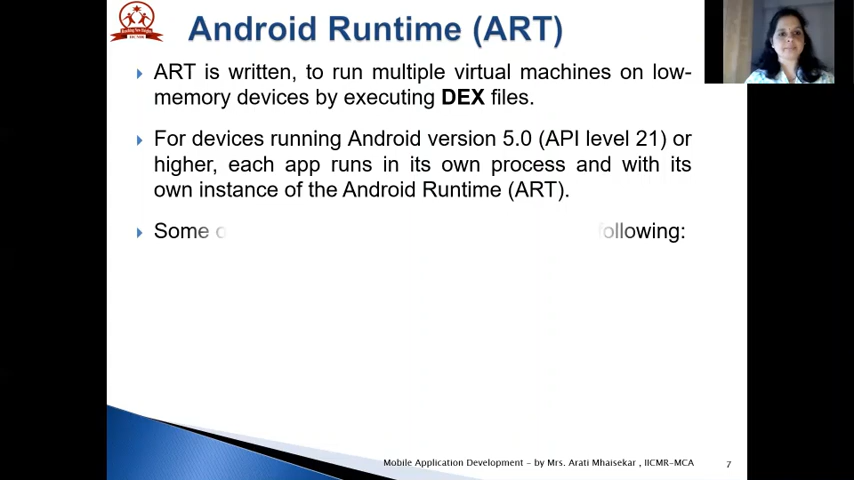 Android Runtime (ART)
ART is written, to run multiple virtual machines on low-
memory devices by executing DEX files.
For devices running Android version 5.0 (API level 21) or
higher, each app runs in its own process and with its
own instance of the Android Runtime (ART).
Some following:
Mobile Application Development - by Mrs. Arati Mhaisekar , IICMR-MCA 7